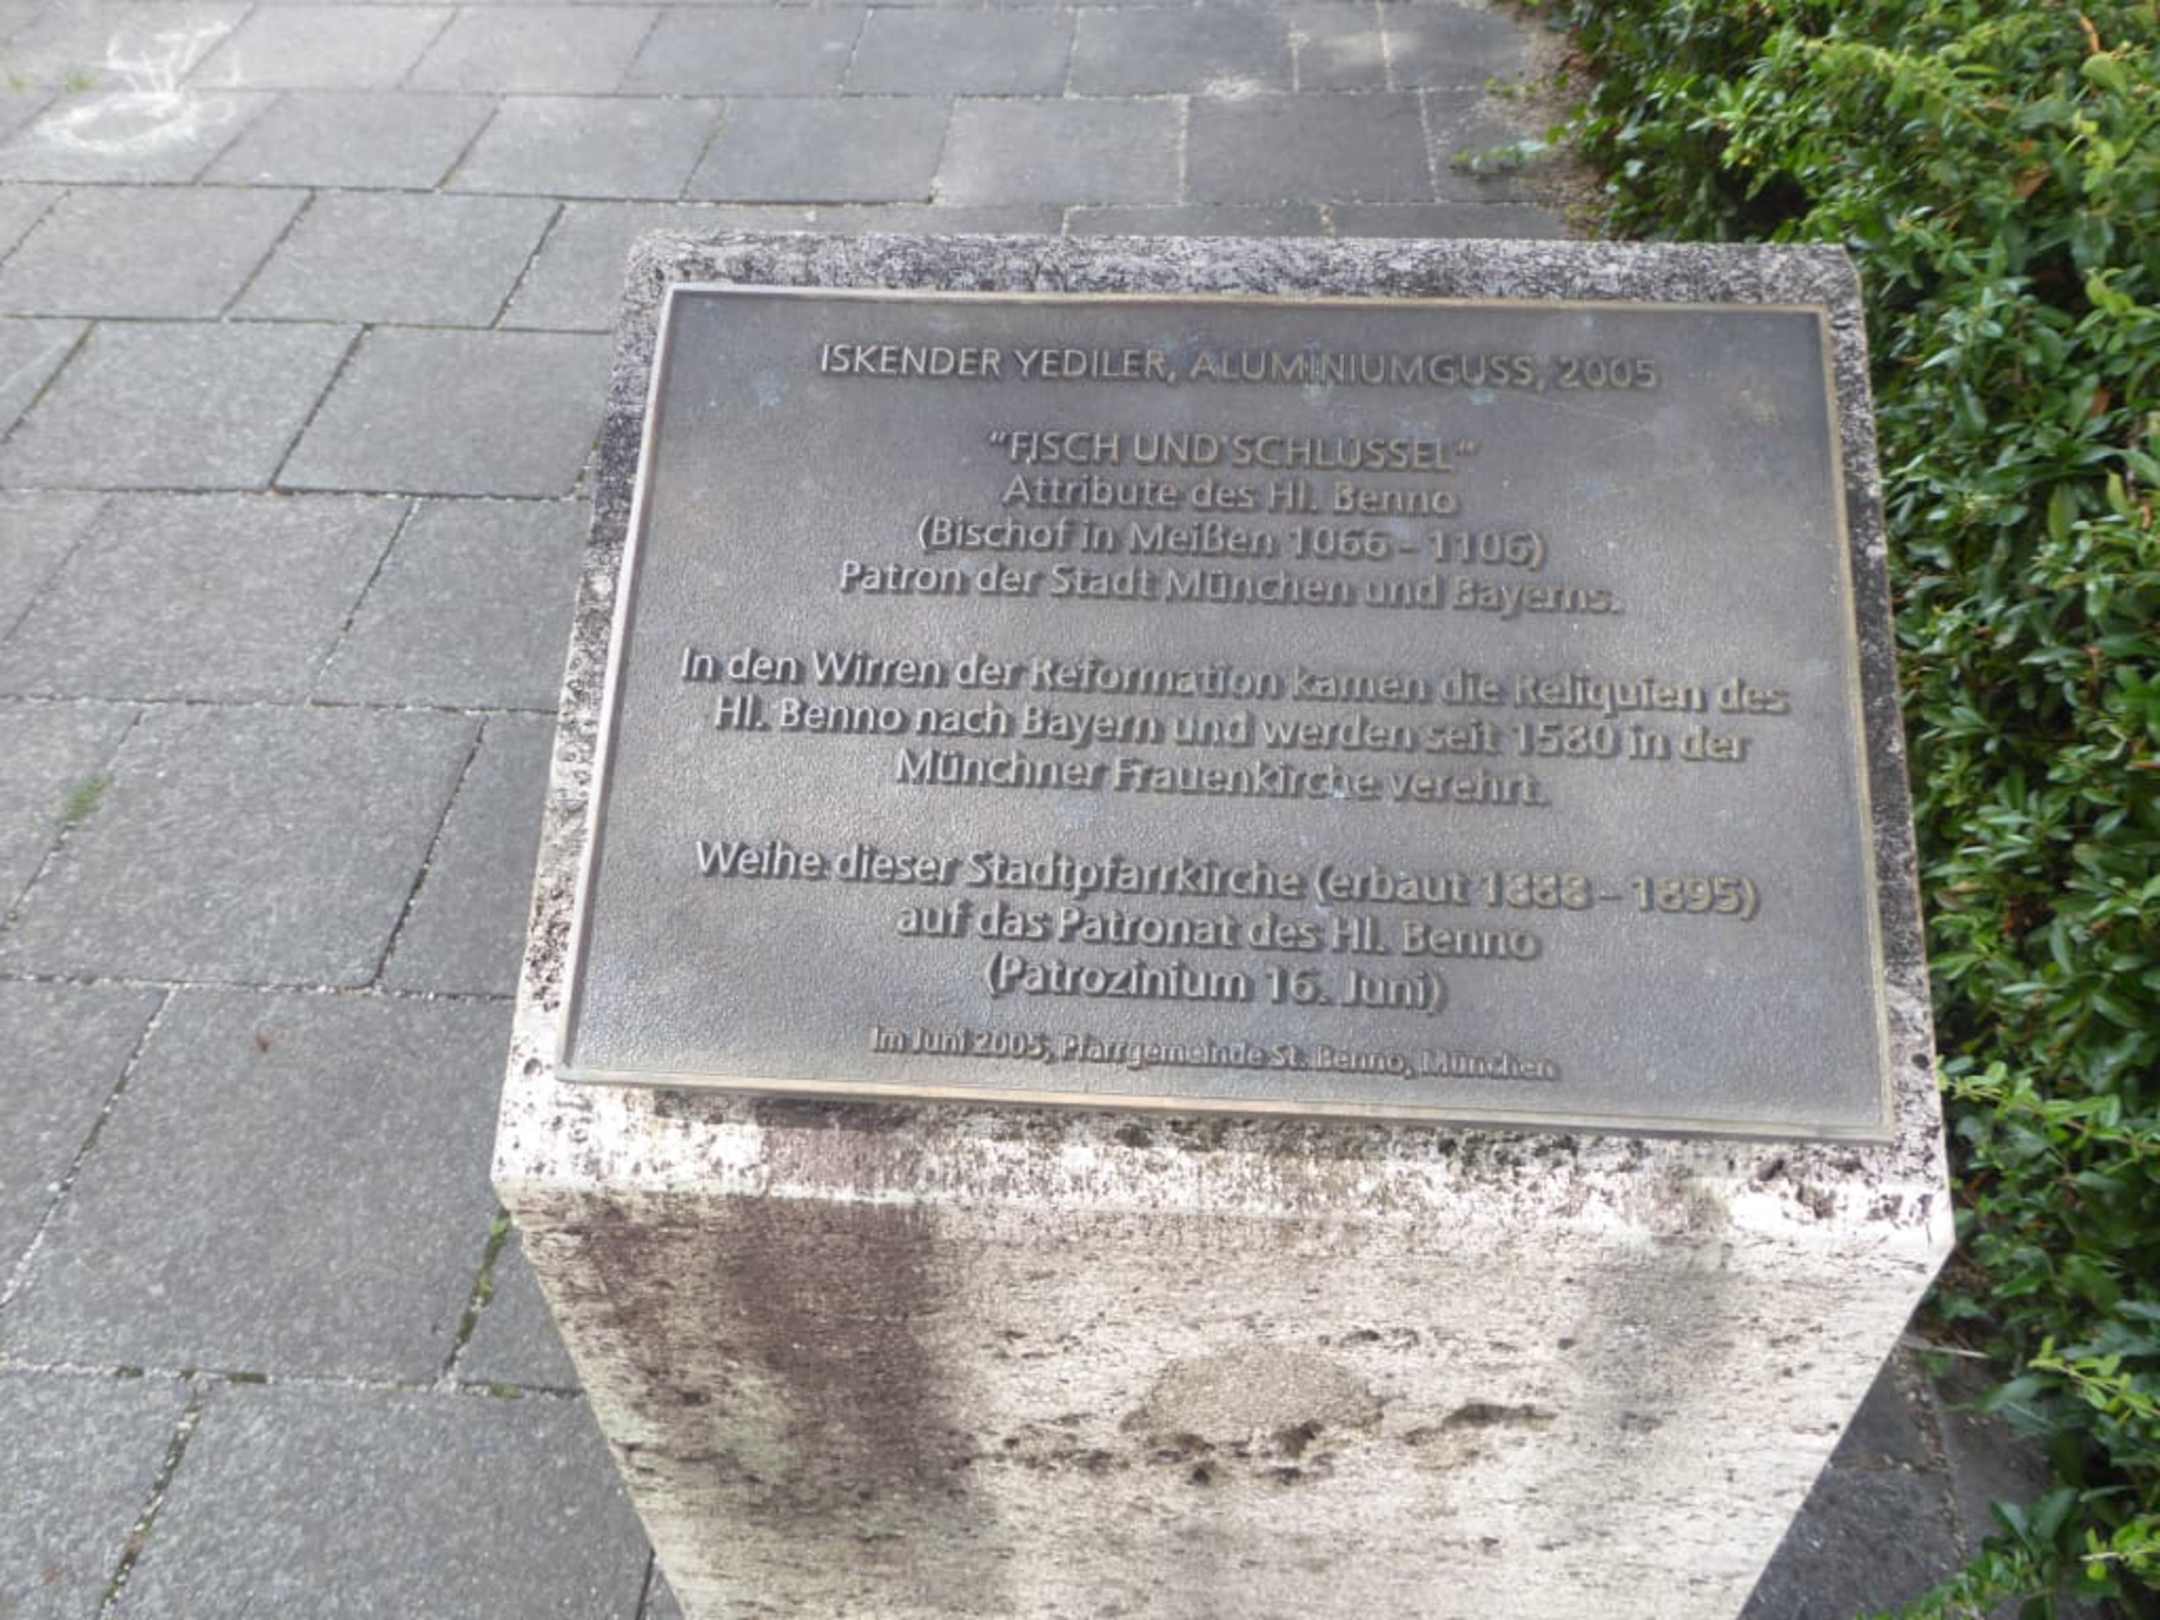 ISKENDER YEDILER, ALUMINIUMGUSS, 2005
“FISCH UND SCHLÜSSEL“
Attribute des Hl. Benno
(Bischof in Meißen 1066 – 1106)
Patron der Stadt München und Bayerns.
In den Wirren der Reformation kamen die Reliquien des
Hl. Benno nach Bayern und werden seit 1580 in der
Münchner Frauenkirche verehrt.
Weihe dieser Stadtpfarrkirche (erbaut 1888 – 1895)
auf das Patronat des Hl. Benno
(Patrozinium 16. Juni)
Im Juni 2005, Pfarrgemeinde St. Benno, München